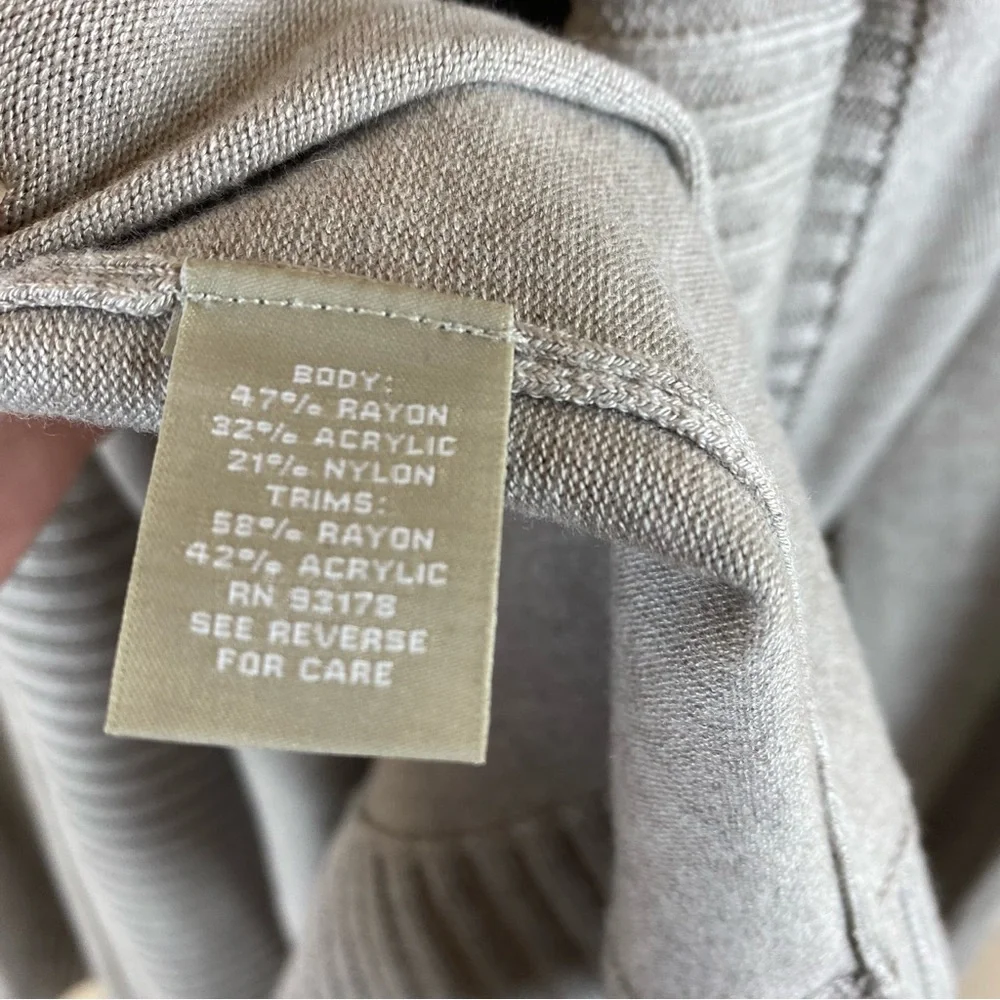 BODY:
47% RAYON
32% ACRYLIC
21% NYLON
TRIMS:
58% RAYON
42% ACRYLIC
RN 93178
SEE REVERSE
FOR CARE